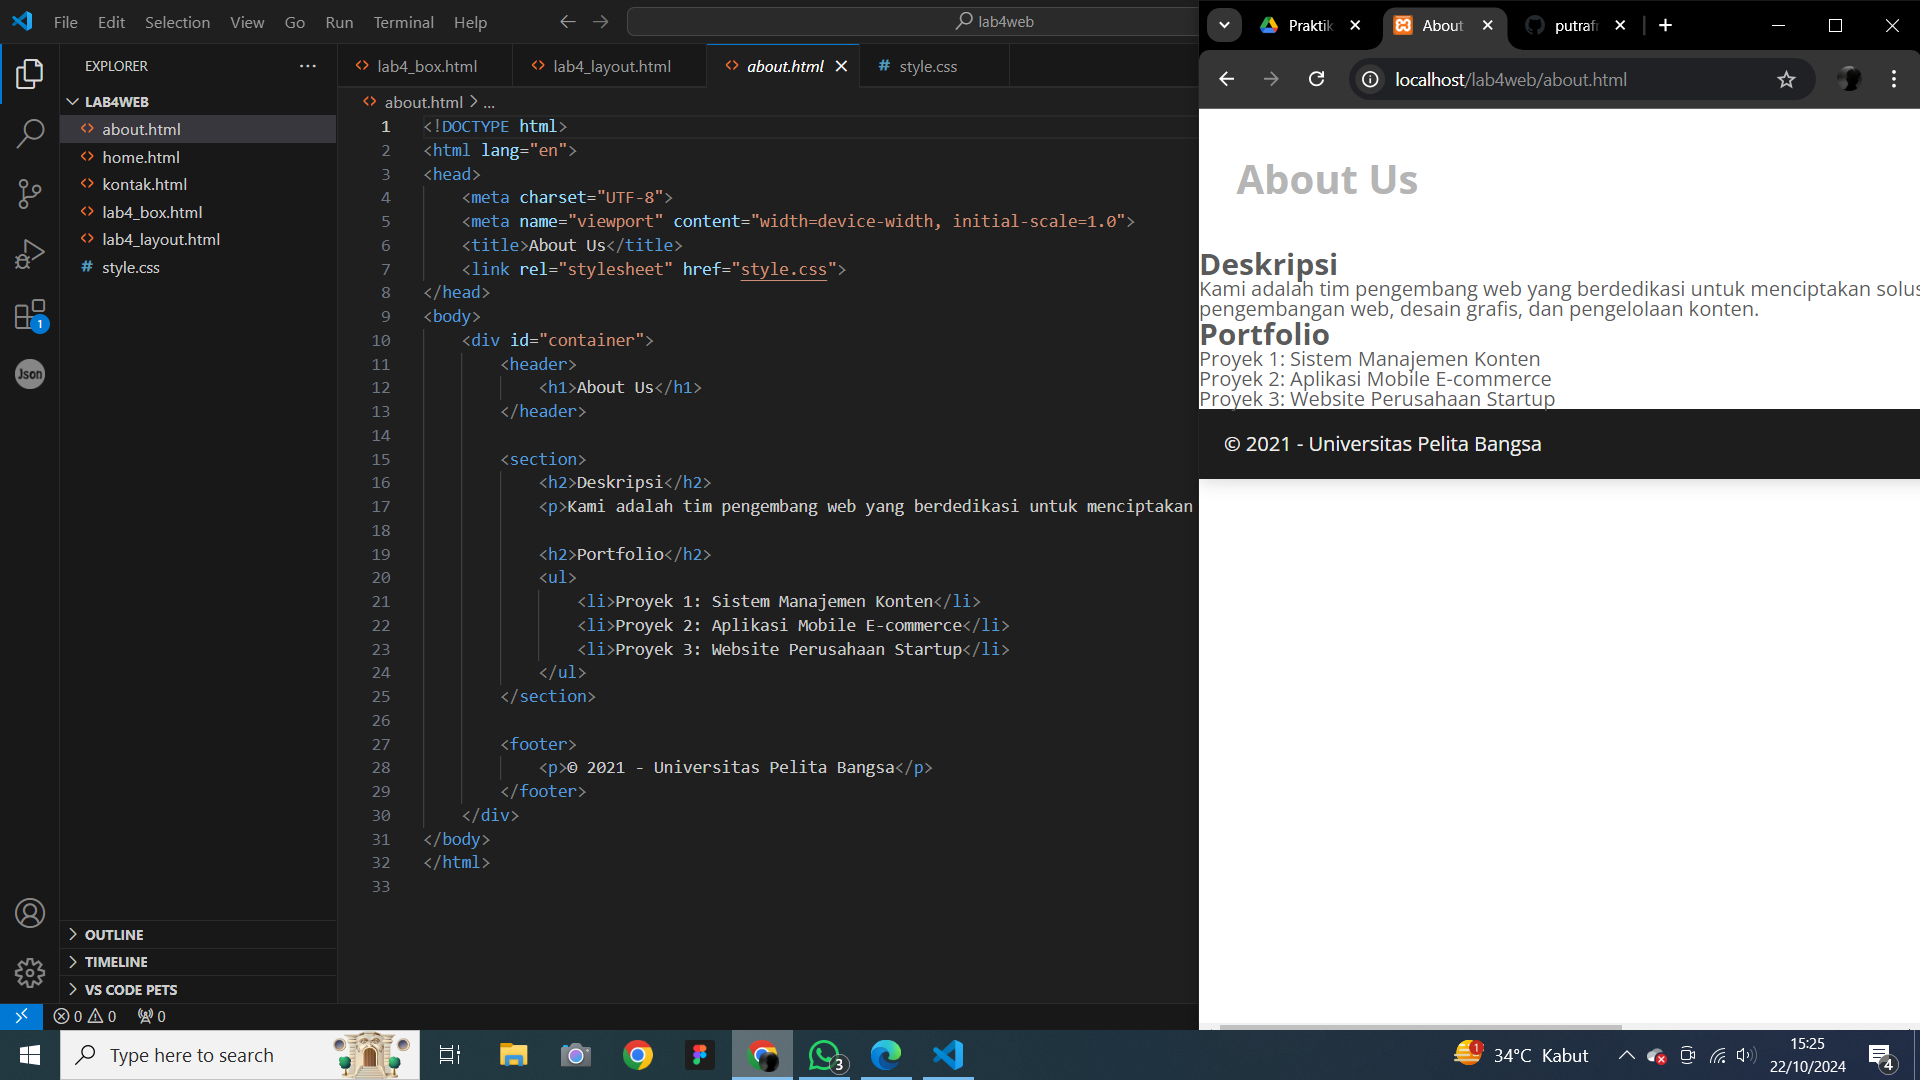 File Edit Selection View Go Run Terminal Help
lab4web
EXPLORER
LAB4WEB
about.html
home.html
kontak.html
lab4_box.html
lab4_layout.html
style.css
1
Json
OUTLINE
TIMELINE
VS CODE PETS
lab4_box.html lab4_layout.html about.html style.css
about.html > ...
1 <!DOCTYPE html>
2 <html lang="en">
3 <head>
4 <meta charset="UTF-8">
5 <meta name="viewport" content="width=device-width, initial-scale=1.0">
6 <title>About Us</title>
7 <link rel="stylesheet" href="style.css">
8 </head>
9 <body>
10 <div id="container">
11 <header>
12 <h1>About Us</h1>
13 </header>
14
15 <section>
16 <h2>Deskripsi</h2>
17 <p>Kami adalah tim pengembang web yang berdedikasi untuk menciptakan
18
19 <h2>Portfolio</h2>
20 <ul>
21 <li>Proyek 1: Sistem Manajemen Konten</li>
22 <li>Proyek 2: Aplikasi Mobile E-commerce</li>
23 <li>Proyek 3: Website Perusahaan Startup</li>
24 </ul>
25 </section>
26
27 <footer>
28 <p>© 2021 - Universitas Pelita Bangsa</p>
29 </footer>
30 </div>
31 </body>
32 </html>
33
0 0 0
Praktik About putrafr
localhost/lab4web/about.html
About Us
Deskripsi
Kami adalah tim pengembang web yang berdedikasi untuk menciptakan solus
pengembangan web, desain grafis, dan pengelolaan konten.
Portfolio
Proyek 1: Sistem Manajemen Konten
Proyek 2: Aplikasi Mobile E-commerce
Proyek 3: Website Perusahaan Startup
© 2021 - Universitas Pelita Bangsa
Type here to search
3
1
34°C Kabut
15:25
22/10/2024
4